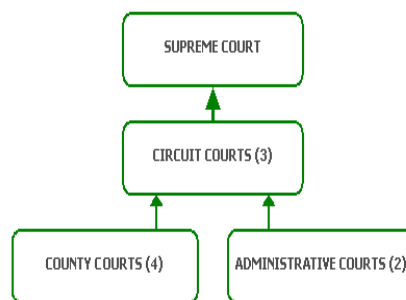 SUPREME COURT
CIRCUIT COURTS (3)
COUNTY COURTS (4)
ADMINISTRATIVE COURTS (2)